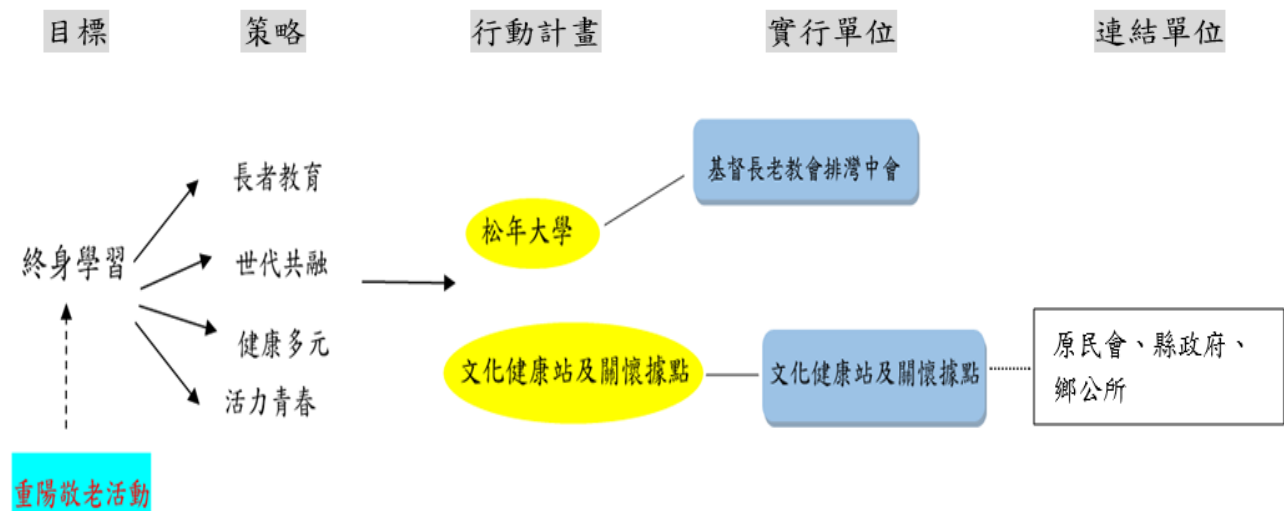 目標 策略 行動計畫 實行單位 連結單位
長者教育
基督長老教會排灣中會
松年大學
終身學習
世代共融
健康多元
文化健康站及關懷據點
文化健康站及關懷據點
原民會、縣政府、
鄉公所
活力青春
重陽敬老活動